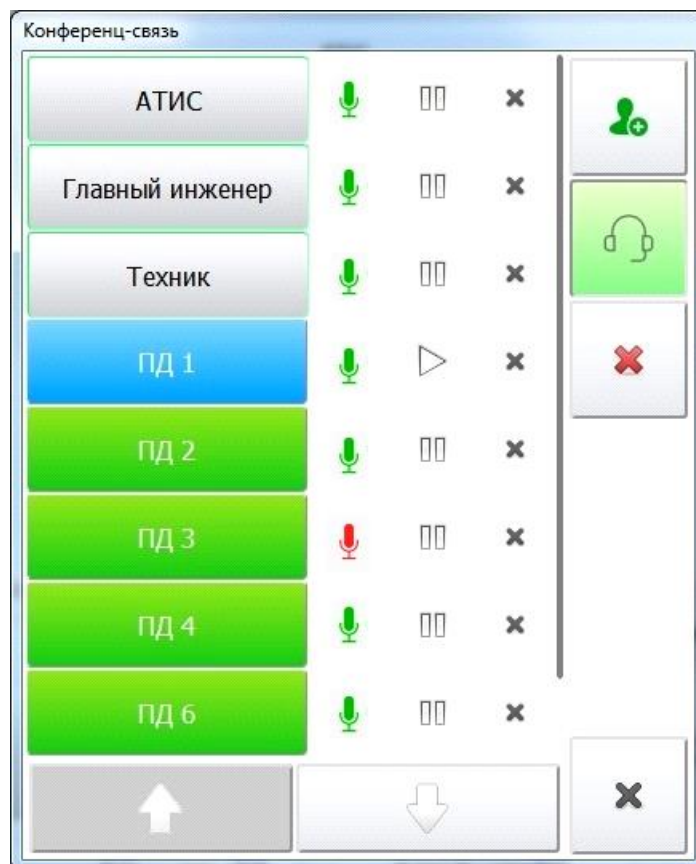 Конференц-связь
АТИС
Главный инженер
Техник
ПД 1
ПД 2
ПД 3
ПД 4
ПД 6